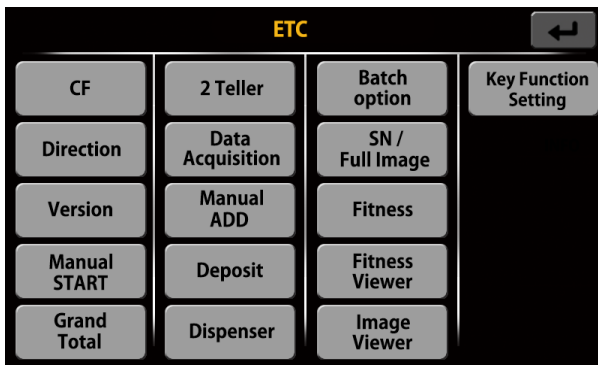 ETC
CF
2 Teller
Batch
option
Key Function
Setting
Direction
Data
Acquisition
SN /
Full Image
Version
Manual
ADD
Fitness
Manual
START
Deposit
Fitness
Viewer
Grand
Total
Dispenser
Image
Viewer